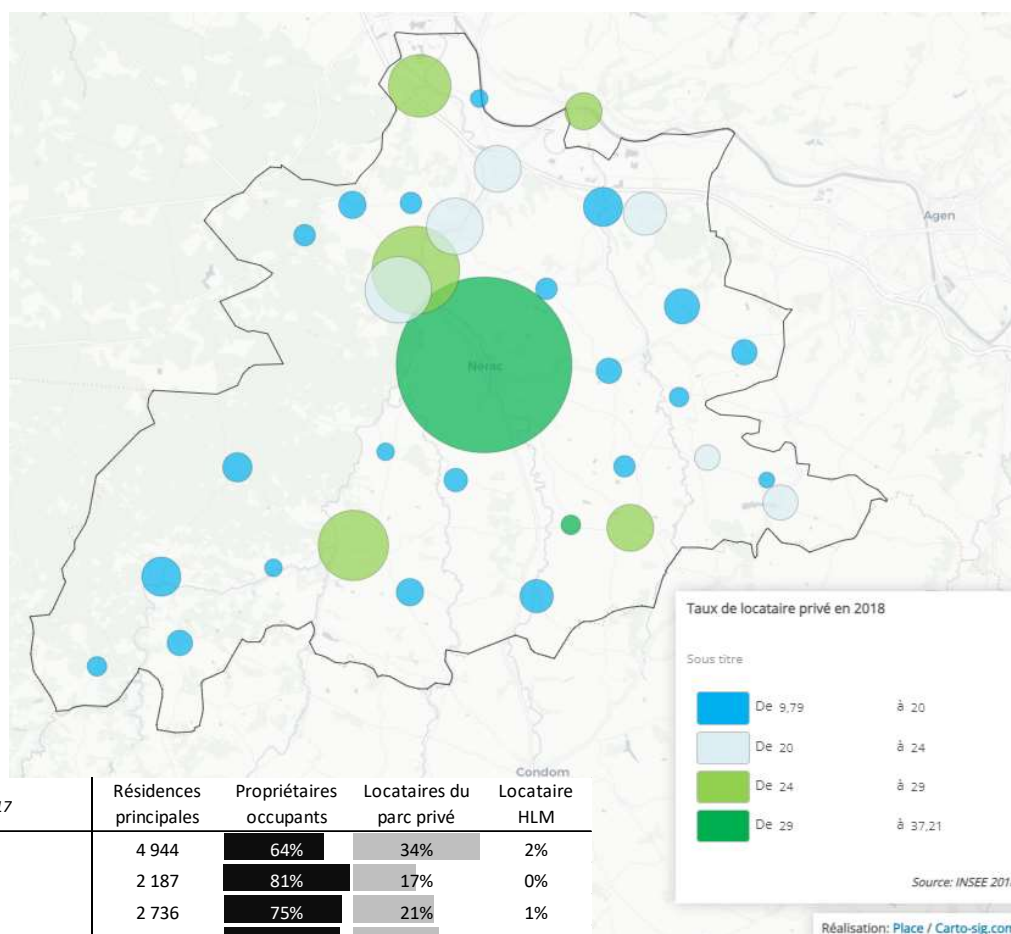 Agen
Nérac
Condom
Taux de locataire privé en 2018
Sous titre
De 9,79 à 20
De 20 à 24
De 24 à 29
De 29 à 37,21
Source: INSEE 201
Réalisation: Place / Carto-sig.com
17 Résidences principales Propriétaires occupants Locataires du parc privé Locataire HLM
4 944 64% 34% 2%
2 187 81% 17% 0%
2 736 75% 21% 1%